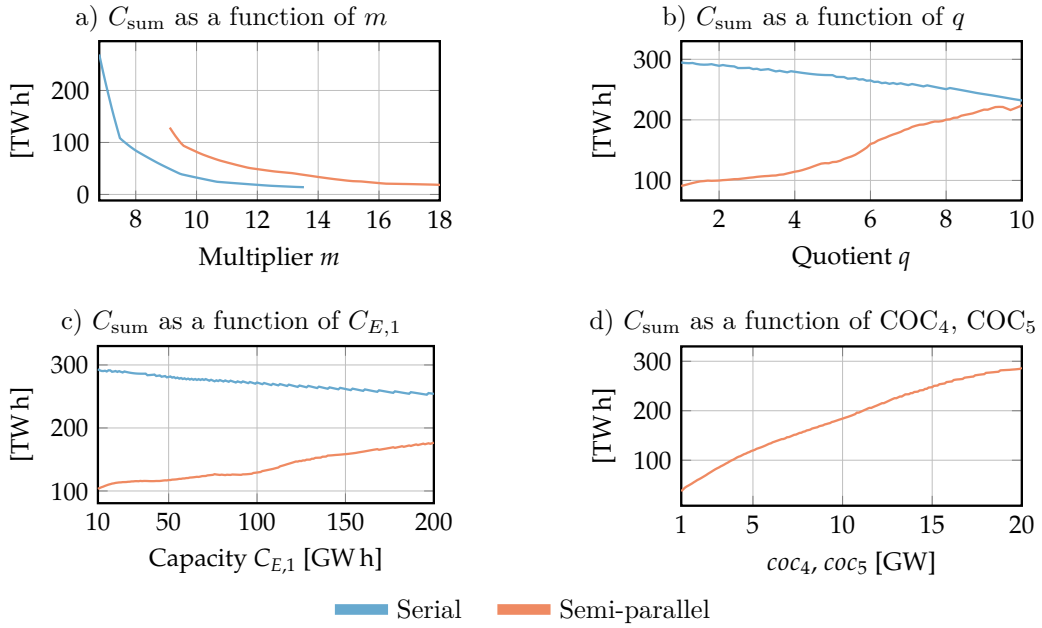 a) C_sum as a function of m
[TW h]
200
100
0
8 10 12 14 16 18
Multiplier m
b) C_sum as a function of q
[TW h]
300
200
100
2 4 6 8 10
Quotient q
c) C_sum as a function of C_E,1
[TW h]
300
200
100
10 50 100 150 200
Capacity C_E,1 [GW h]
d) C_sum as a function of COC_4, COC_5
[TW h]
300
200
100
1 5 10 15 20
coc_4, coc_5 [GW]
Serial Semi-parallel